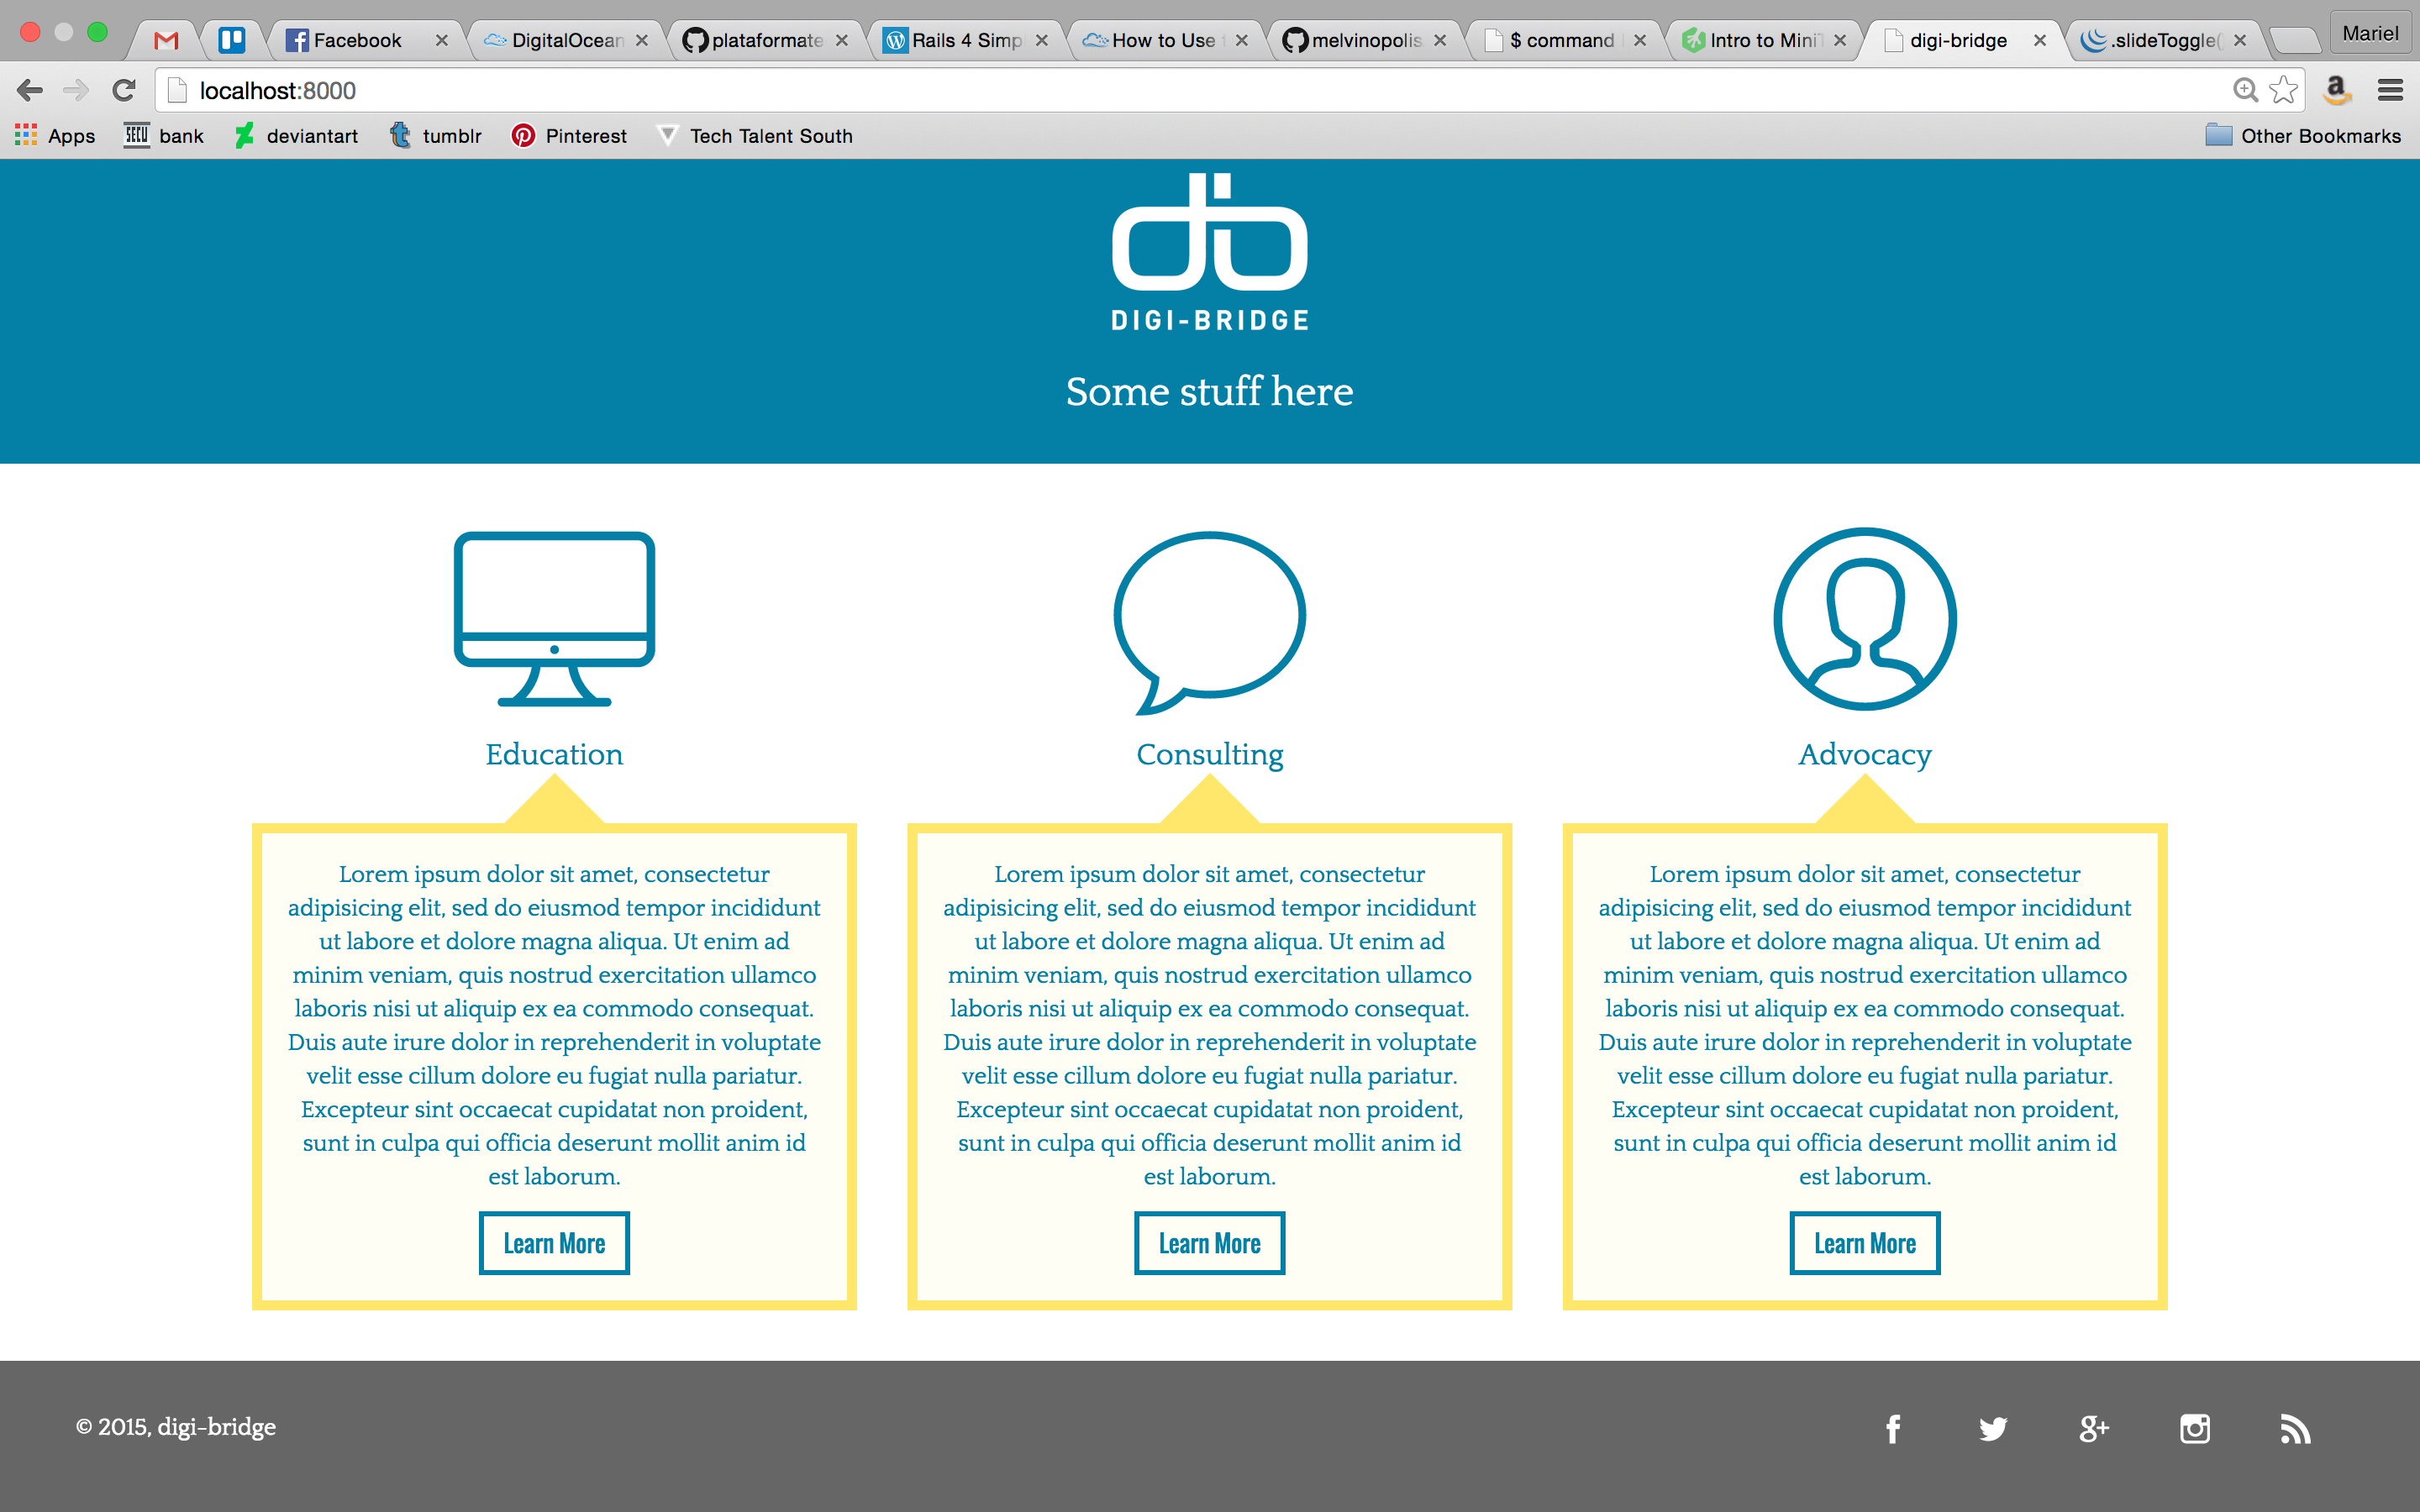 Facebook DigitalOcean plataformate Rails 4 Simp How to Use melvinopolis $ command Intro to Mini digi-bridge .slideToggle( Mariel
localhost:8000
Apps SECU bank deviantart tumblr Pinterest Tech Talent South Other Bookmarks
DIGI-BRIDGE
Some stuff here
Education
Lorem ipsum dolor sit amet, consectetur
adipisicing elit, sed do eiusmod tempor incididunt
ut labore et dolore magna aliqua. Ut enim ad
minim veniam, quis nostrud exercitation ullamco
laboris nisi ut aliquip ex ea commodo consequat.
Duis aute irure dolor in reprehenderit in voluptate
velit esse cillum dolore eu fugiat nulla pariatur.
Excepteur sint occaecat cupidatat non proident,
sunt in culpa qui officia deserunt mollit anim id
est laborum.
Learn More
Consulting
Lorem ipsum dolor sit amet, consectetur
adipisicing elit, sed do eiusmod tempor incididunt
ut labore et dolore magna aliqua. Ut enim ad
minim veniam, quis nostrud exercitation ullamco
laboris nisi ut aliquip ex ea commodo consequat.
Duis aute irure dolor in reprehenderit in voluptate
velit esse cillum dolore eu fugiat nulla pariatur.
Excepteur sint occaecat cupidatat non proident,
sunt in culpa qui officia deserunt mollit anim id
est laborum.
Learn More
Advocacy
Lorem ipsum dolor sit amet, consectetur
adipisicing elit, sed do eiusmod tempor incididunt
ut labore et dolore magna aliqua. Ut enim ad
minim veniam, quis nostrud exercitation ullamco
laboris nisi ut aliquip ex ea commodo consequat.
Duis aute irure dolor in reprehenderit in voluptate
velit esse cillum dolore eu fugiat nulla pariatur.
Excepteur sint occaecat cupidatat non proident,
sunt in culpa qui officia deserunt mollit anim id
est laborum.
Learn More
© 2015, digi-bridge